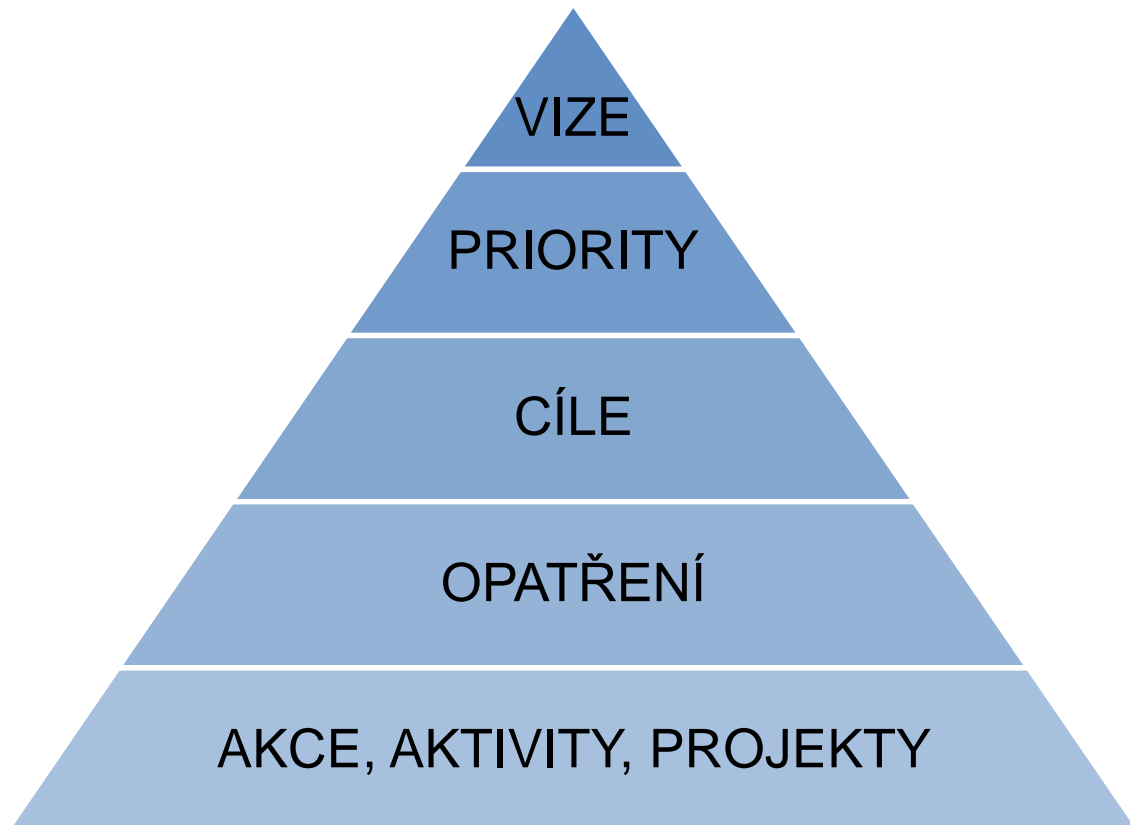 VIZE
PRIORITY
CÍLE
OPATŘENÍ
AKCE, AKTIVITY, PROJEKTY